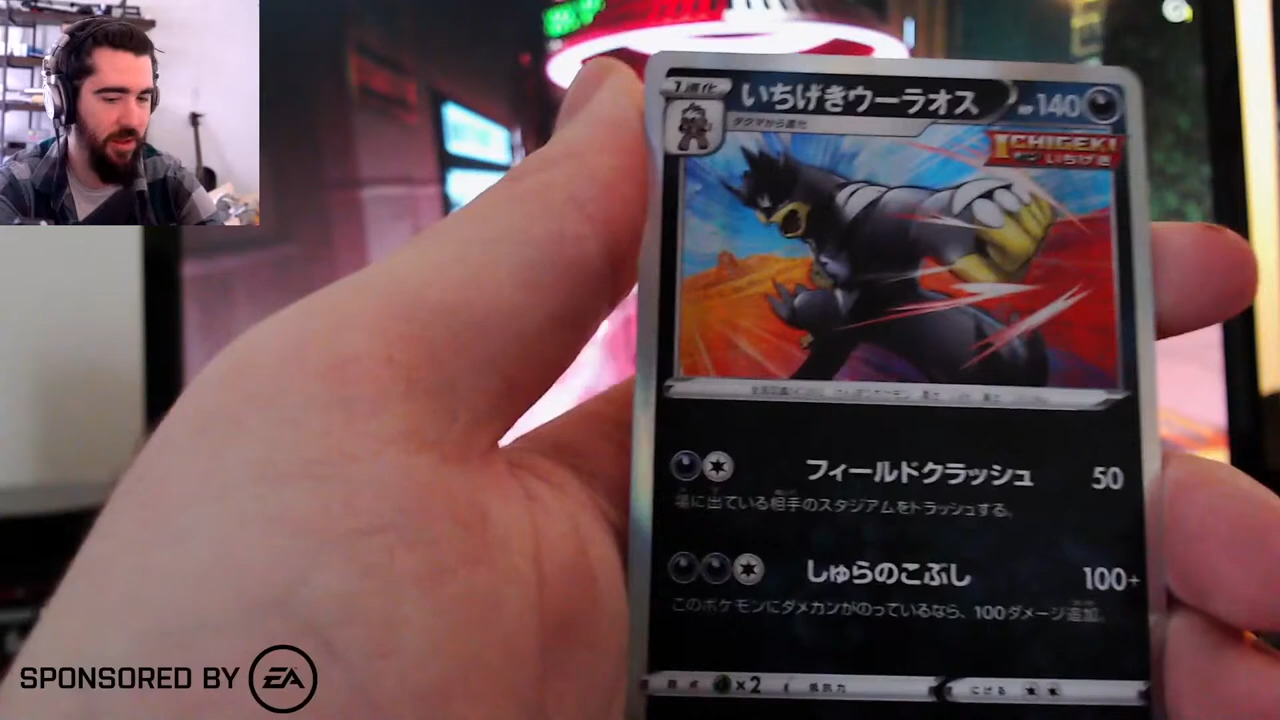 1進化
いちげきウーラオス
HP140
ダクマから進化
ICHIGEKI
いちげき
フィールドクラッシュ 50
場に出ている相手のスタジアムをトラッシュする。
しゅらのこぶし 100+
このポケモンにダメカンがのっているなら、100ダメージ追加。
弱点 ×2 抵抗力 にげる
SPONSORED BY EA